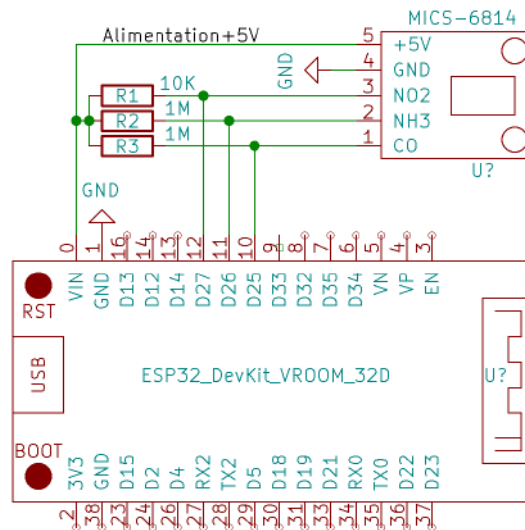 MICS-6814
Alimentation+5V
5 +5V
GND 4 GND
R1 10K 3 NO2
R2 1M 2 NH3
R3 1M 1 CO
U?
GND
0 1 16 14 13 12 11 10 9 8 7 6 5 4 3
VIN GND D13 D12 D14 D27 D26 D25 D33 D32 D35 D34 VN VP EN
RST
USB
ESP32_DevKit_VROOM_32D U?
BOOT
3V3 GND D15 D2 D4 RX2 TX2 D5 D18 D19 D21 RX0 TX0 D22 D23
2 38 23 24 26 27 28 29 30 31 33 34 35 36 37